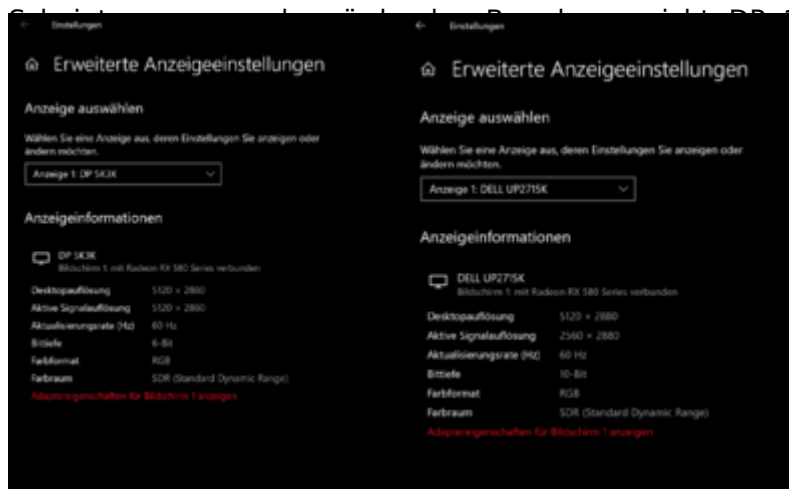 Einstellungen
Erweiterte Anzeigeeinstellungen
Anzeige auswählen
Wählen Sie eine Anzeige aus, deren Einstellungen Sie anzeigen oder
ändern möchten.
Anzeige 1: DP 5K3K
Anzeigeinformationen
DP 5K3K
Bildschirm 1: mit Radeon RX 580 Series verbunden
Desktopauflösung 5120 × 2880
Aktive Signalauflösung 5120 × 2880
Aktualisierungsrate (Hz) 60 Hz
Bittiefe 6-Bit
Farbformat RGB
Farbraum SDR (Standard Dynamic Range)
Adaptereigenschaften für Bildschirm 1 anzeigen
Einstellungen
Erweiterte Anzeigeeinstellungen
Anzeige auswählen
Wählen Sie eine Anzeige aus, deren Einstellungen Sie anzeigen oder
ändern möchten.
Anzeige 1: DELL UP2715K
Anzeigeinformationen
DELL UP2715K
Bildschirm 1: mit Radeon RX 580 Series verbunden
Desktopauflösung 5120 × 2880
Aktive Signalauflösung 2560 × 2880
Aktualisierungsrate (Hz) 60 Hz
Bittiefe 10-Bit
Farbformat RGB
Farbraum SDR (Standard Dynamic Range)
Adaptereigenschaften für Bildschirm 1 anzeigen